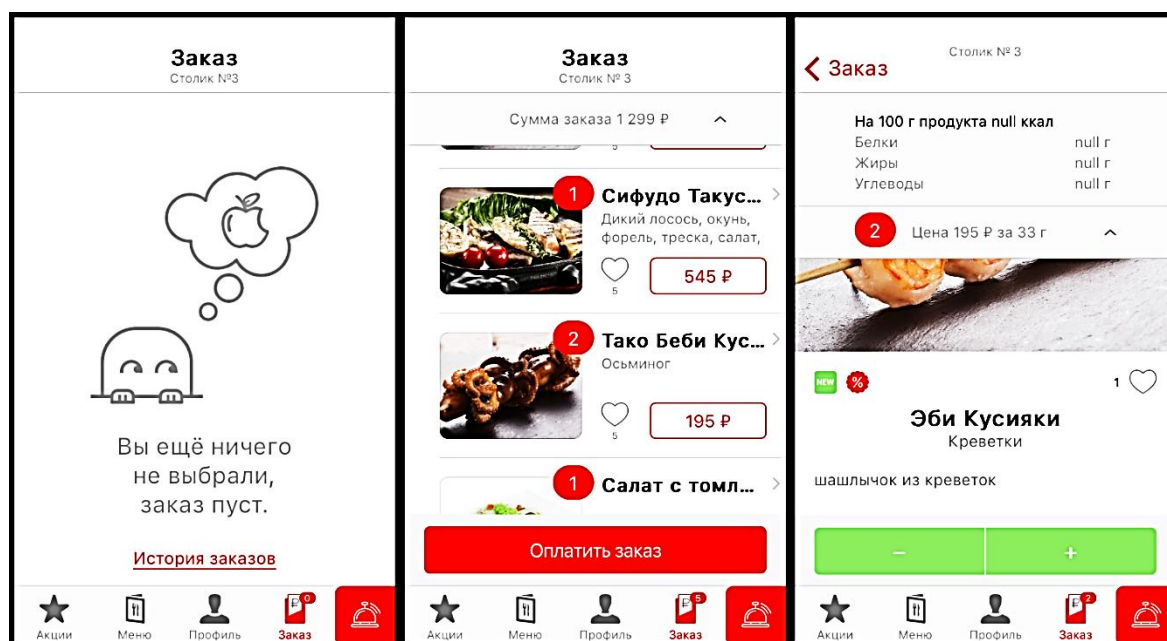 Заказ
Столик №3
Вы ещё ничего
не выбрали,
заказ пуст.
История заказов
Акции
Меню
Профиль
0
Заказ
Заказ
Столик № 3
Сумма заказа 1 299 ₽
5
1
Сифудо Такус...
Дикий лосось, окунь,
форель, треска, салат,
5
545 ₽
2
Тако Беби Кус...
Осьминог
5
195 ₽
1
Салат с томл...
Оплатить заказ
Акции
Меню
Профиль
5
Заказ
Столик № 3
Заказ
На 100 г продукта null ккал
Белки null г
Жиры null г
Углеводы null г
2
Цена 195 ₽ за 33 г
NEW
%
1
Эби Кусияки
Креветки
шашлычок из креветок
−
+
Акции
Меню
Профиль
2
Заказ